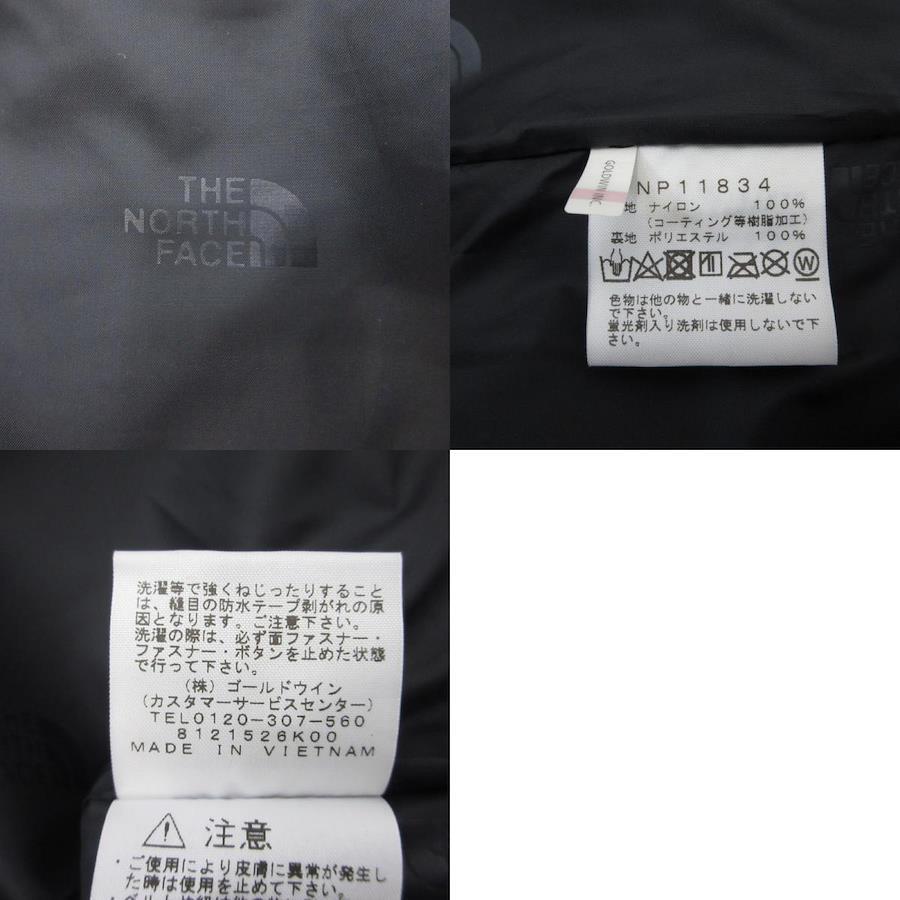 THE
NORTH
FACE
GOLDWIN INC.
NP11834
地 ナイロン 100%
(コーティング等樹脂加工)
裏地 ポリエステル 100%
W
色物は他の物と一緒に洗濯しない
で下さい。
蛍光剤入り洗剤は使用しないで下
さい。
洗濯等で強くねじったりすること
は、縫目の防水テープ剥がれの原
因となります。ご注意下さい。
洗濯の際は、必ず面ファスナー・
ファスナー・ボタンを止めた状態
で行って下さい。
(株)ゴールドウイン
(カスタマーサービスセンター)
TEL0120-307-560
8121526K00
MADE IN VIETNAM
注意
・ご使用により皮膚に異常が発生し
た時は使用を止めて下さい。